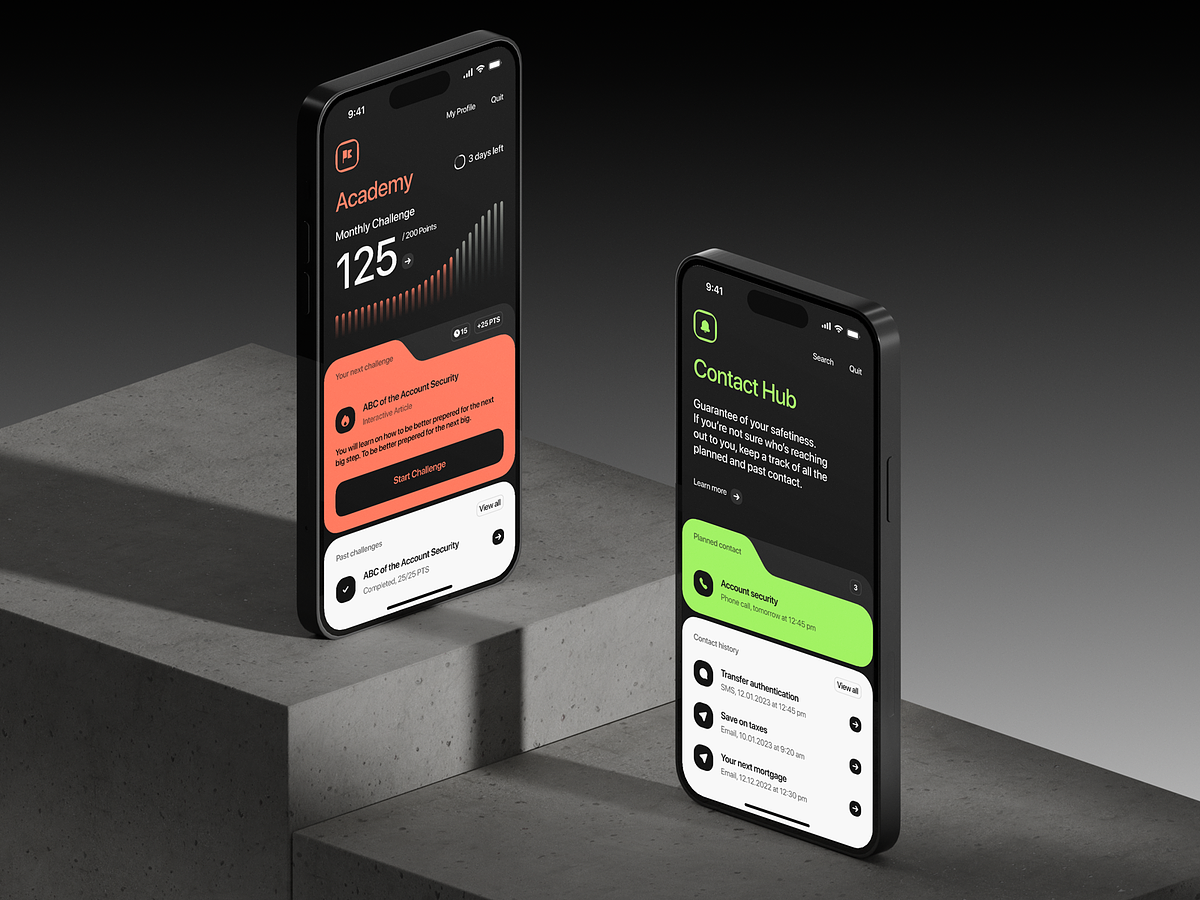 9:41
My Profile
Quit
3 days left
Academy
Monthly Challenge
125
/ 200 Points
15
+25 PTS
Your next challenge
ABC of the Account Security
Interactive Article
You will learn on how to be better prepered for the next
big step. To be better prepered for the next big.
Start Challenge
Past challenges
View all
ABC of the Account Security
Completed, 25/25 PTS
9:41
Search
Quit
Contact Hub
Guarantee of your safetiness.
If you're not sure who's reaching
out to you, keep a track of all the
planned and past contact.
Learn more
Planned contact
3
Account security
Phone call, tomorrow at 12:45 pm
Contact history
View all
Transfer authentication
SMS, 12.01.2023 at 12:45 pm
Save on taxes
Email, 10.01.2023 at 9:20 am
Your next mortgage
Email, 12.12.2022 at 12:30 pm